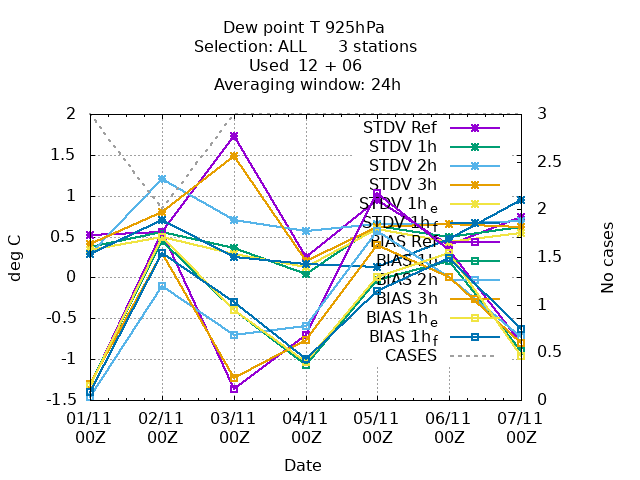 Dew point T 925hPa
Selection: ALL      3 stations
Used  12 + 06
Averaging window: 24h
deg C
2
1.5
1
0.5
0
-0.5
-1
-1.5
3
2.5
2
1.5
1
0.5
0
No cases
STDV Ref
STDV 1h
STDV 2h
STDV 3h
STDV 1h e
STDV 1h f
BIAS Ref
BIAS 1h
BIAS 2h
BIAS 3h
BIAS 1h e
BIAS 1h f
CASES
01/11 02/11 03/11 04/11 05/11 06/11 07/11
00Z 00Z 00Z 00Z 00Z 00Z 00Z
Date